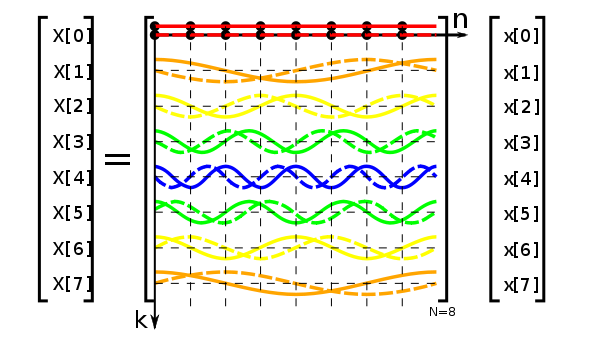 n
X[0] x[0]
X[1] x[1]
X[2] x[2]
X[3] x[3]
= 
X[4] x[4]
X[5] x[5]
X[6] x[6]
X[7] x[7]
N=8
k